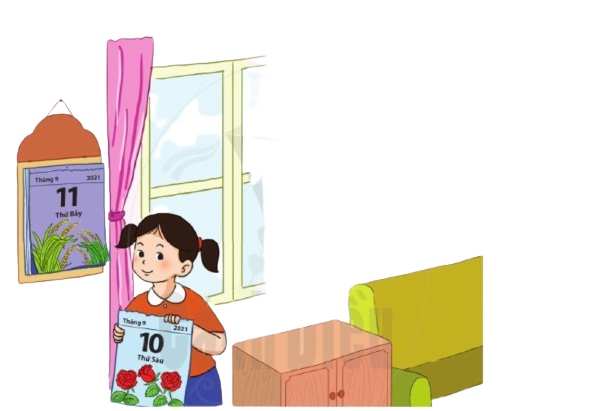 Tháng 9 2021
11
Thứ Bảy
Tháng 9 2021
10
Thứ Sáu